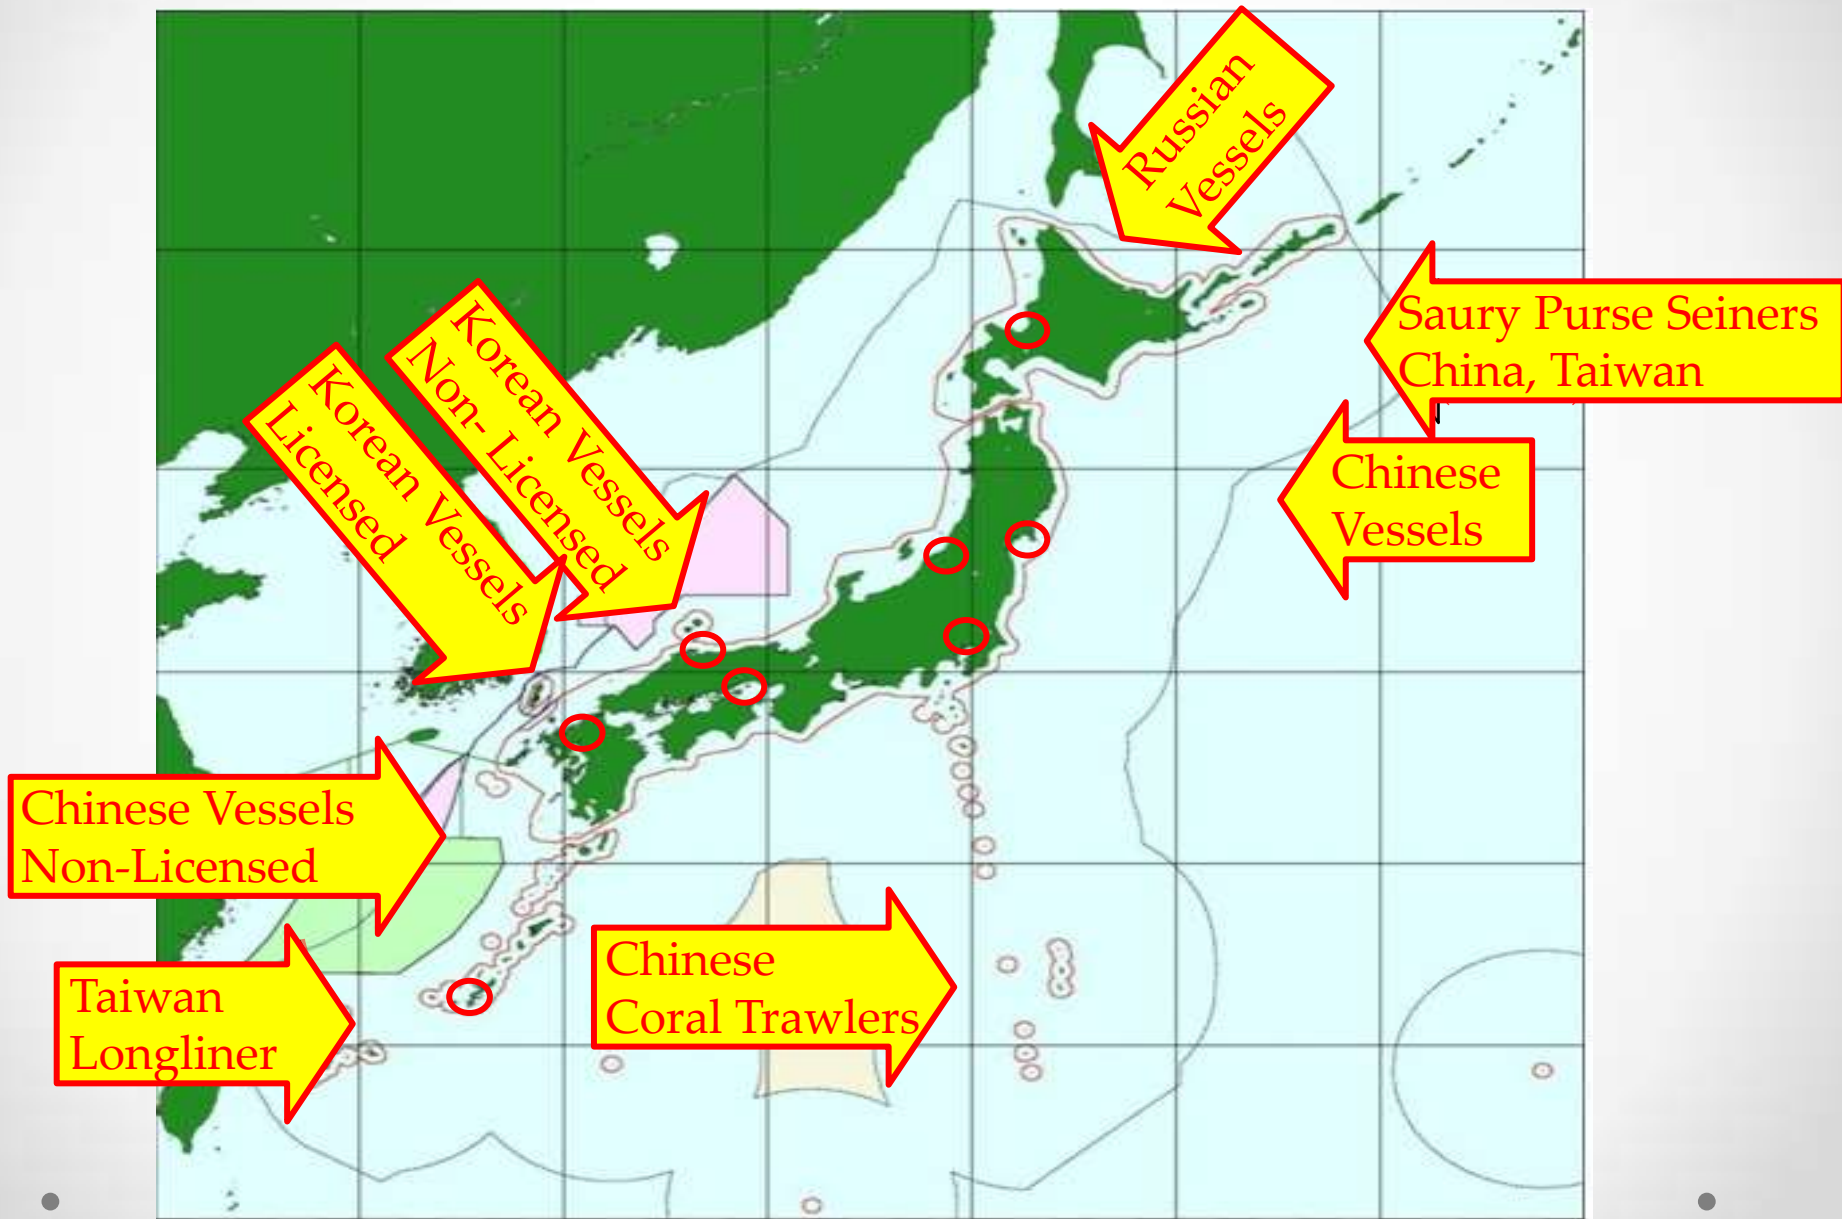 Russian
Vessels
Saury Purse Seiners
China, Taiwan
Korean Vessels
Non- Licensed
Korean Vessels
Licensed
Chinese
Vessels
Chinese Vessels
Non-Licensed
Chinese
Coral Trawlers
Taiwan
Longliner